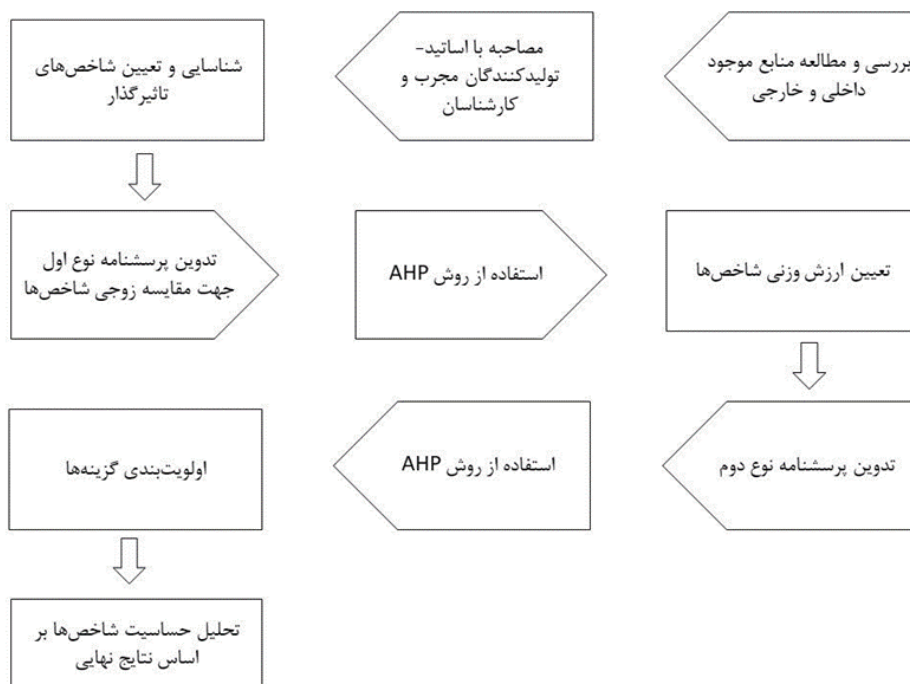 بررسی و مطالعه منابع موجود
داخلی و خارجی
مصاحبه با اساتید-
تولیدکنندگان مجرب و
کارشناسان
شناسایی و تعیین شاخص‌های
تاثیرگذار
تدوین پرسشنامه نوع اول
جهت مقایسه زوجی شاخص‌ها
استفاده از روش AHP
تعیین ارزش وزنی شاخص‌ها
تدوین پرسشنامه نوع دوم
استفاده از روش AHP
اولویت‌بندی گزینه‌ها
تحلیل حساسیت شاخص‌ها بر
اساس نتایج نهایی